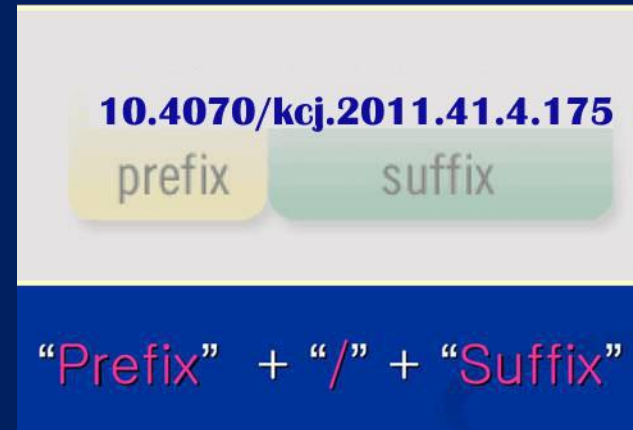 10.4070/kcj.2011.41.4.175
prefix suffix
“Prefix” + “/” + “Suffix”